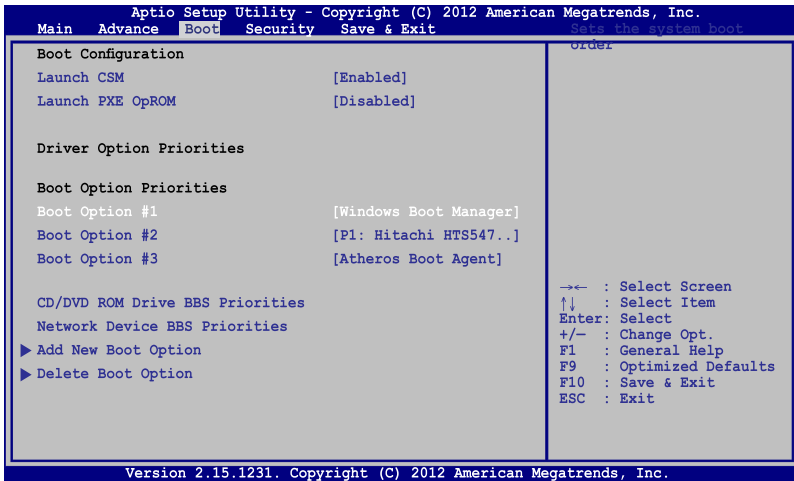 Aptio Setup Utility - Copyright (C) 2012 American Megatrends, Inc.
Main Advance Boot Security Save & Exit
Boot Configuration
Launch CSM [Enabled]
Launch PXE OpROM [Disabled]
Driver Option Priorities
Boot Option Priorities
Boot Option #1 [Windows Boot Manager]
Boot Option #2 [P1: Hitachi HTS547..]
Boot Option #3 [Atheros Boot Agent]
CD/DVD ROM Drive BBS Priorities
Network Device BBS Priorities
Add New Boot Option
Delete Boot Option
Sets the system boot
order
→← : Select Screen
↑↓ : Select Item
Enter: Select
+/— : Change Opt.
F1 : General Help
F9 : Optimized Defaults
F10 : Save & Exit
ESC : Exit
Version 2.15.1231. Copyright (C) 2012 American Megatrends, Inc.